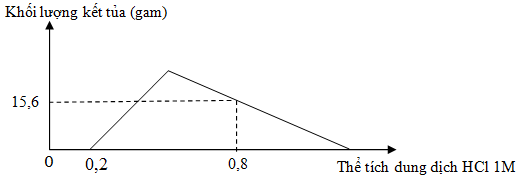 Khối lượng kết tủa (gam)
15,6
0
0,2
0,8
Thể tích dung dịch HCl 1M